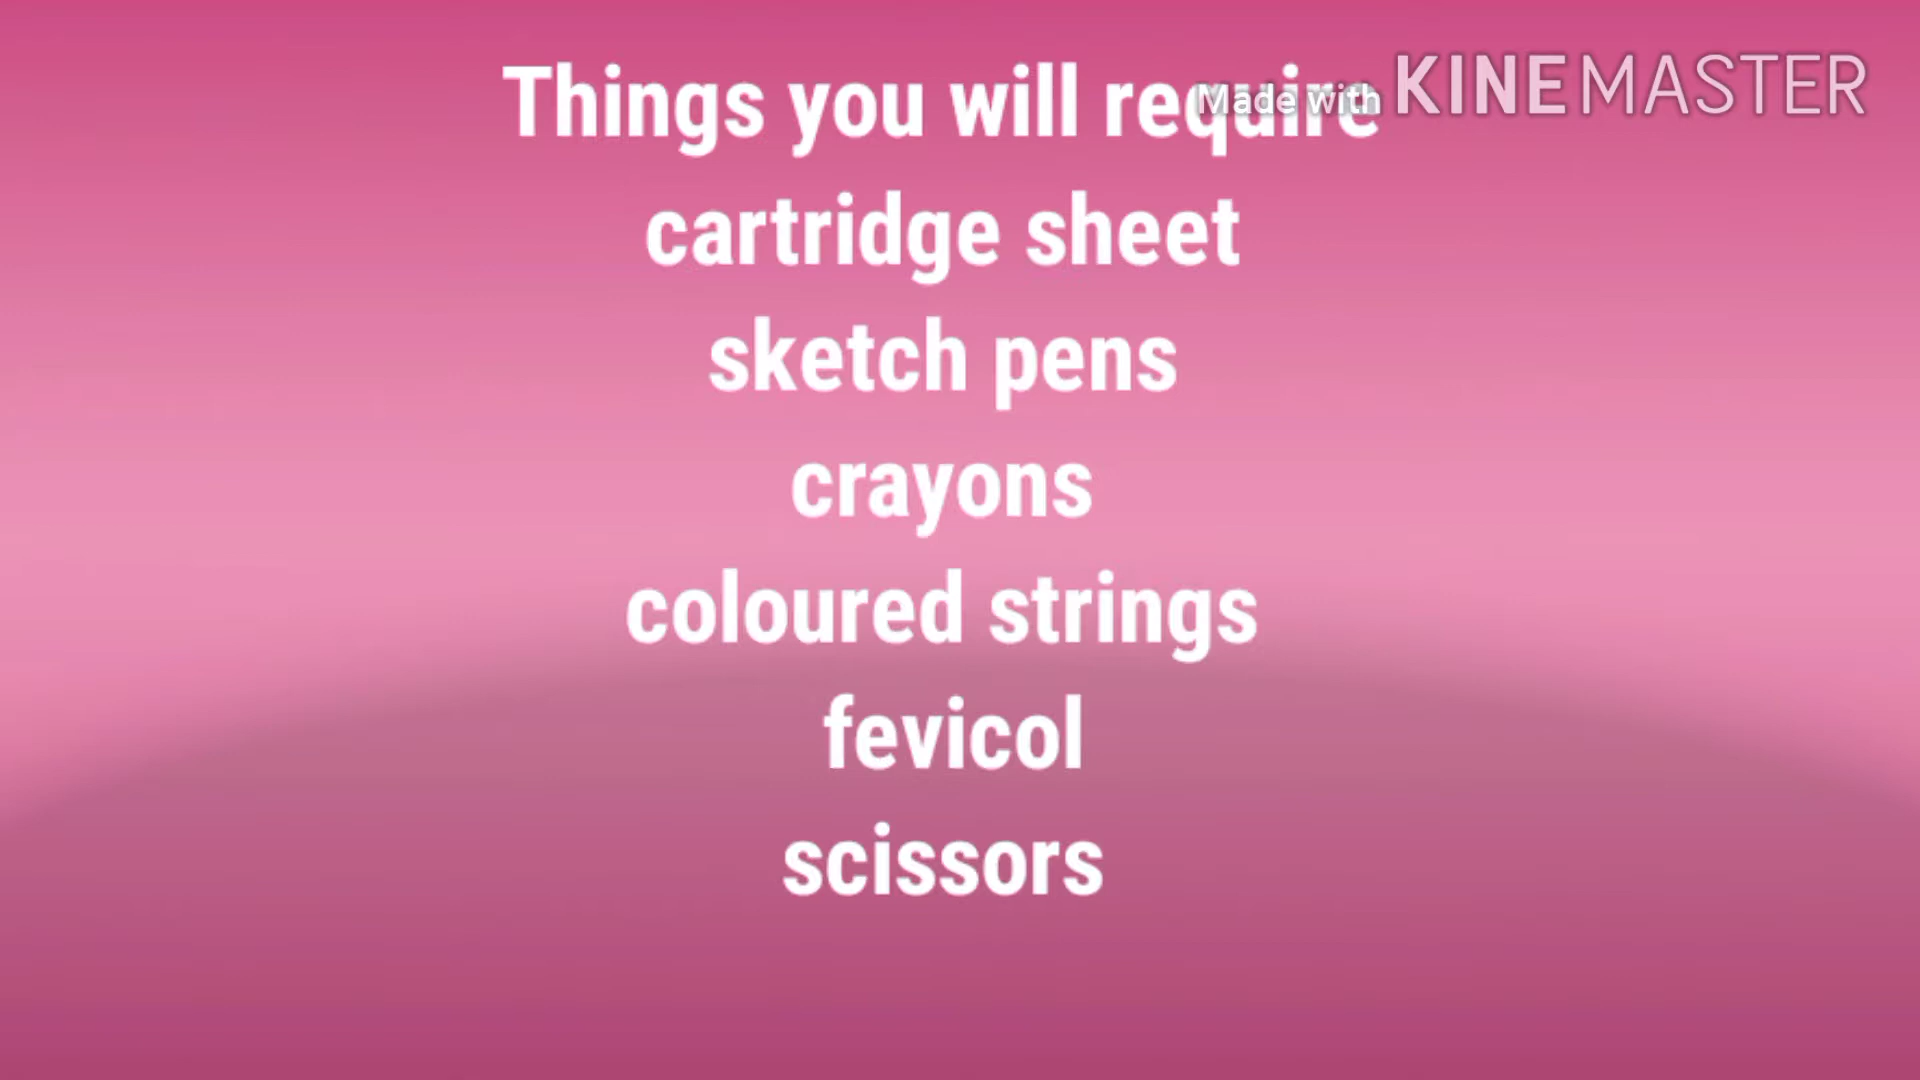 Things you will require
Made with KINEMASTER
cartridge sheet
sketch pens
crayons
coloured strings
fevicol
scissors